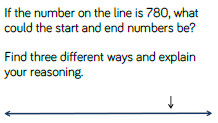 If the number on the line is 780, what
could the start and end numbers be?
Find three different ways and explain
your reasoning.